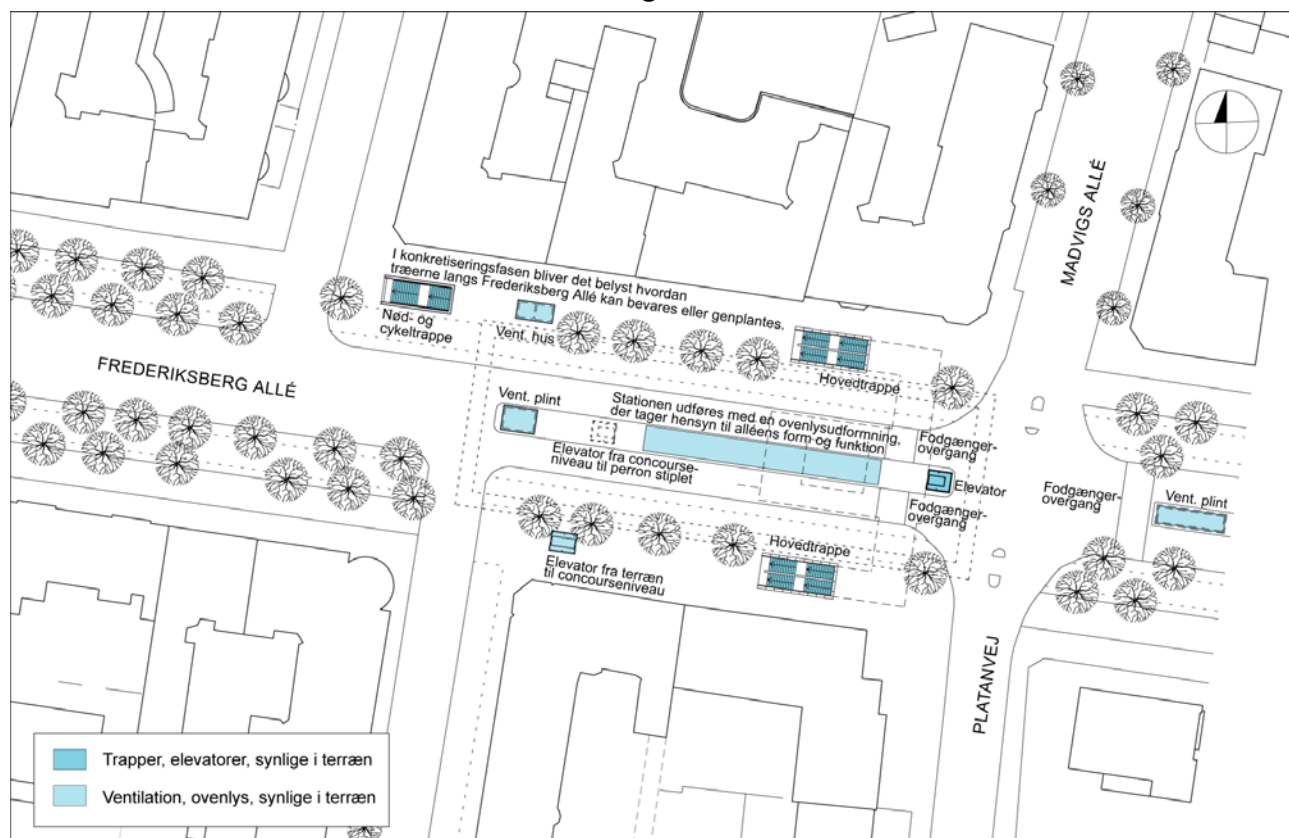 MADVIGS ALLÉ
I konkretiseringsfasen bliver det belyst hvordan
træerne langs Frederiksberg Allé kan bevares eller genplantes.
Nød- og
cykeltrappe
Vent. hus
Hovedtrappe
FREDERIKSBERG ALLÉ
Vent. plint
Stationen udføres med en ovenlysudformning,
der tager hensyn til alléens form og funktion
Fodgænger-
overgang
Elevator fra concourse-
niveau til perron stiplet
Elevator
Fodgænger-
overgang
Fodgænger-
overgang
Vent. plint
Hovedtrappe
Elevator fra terræn
til concourseniveau
PLATANVEJ
Trapper, elevatorer, synlige i terræn
Ventilation, ovenlys, synlige i terræn